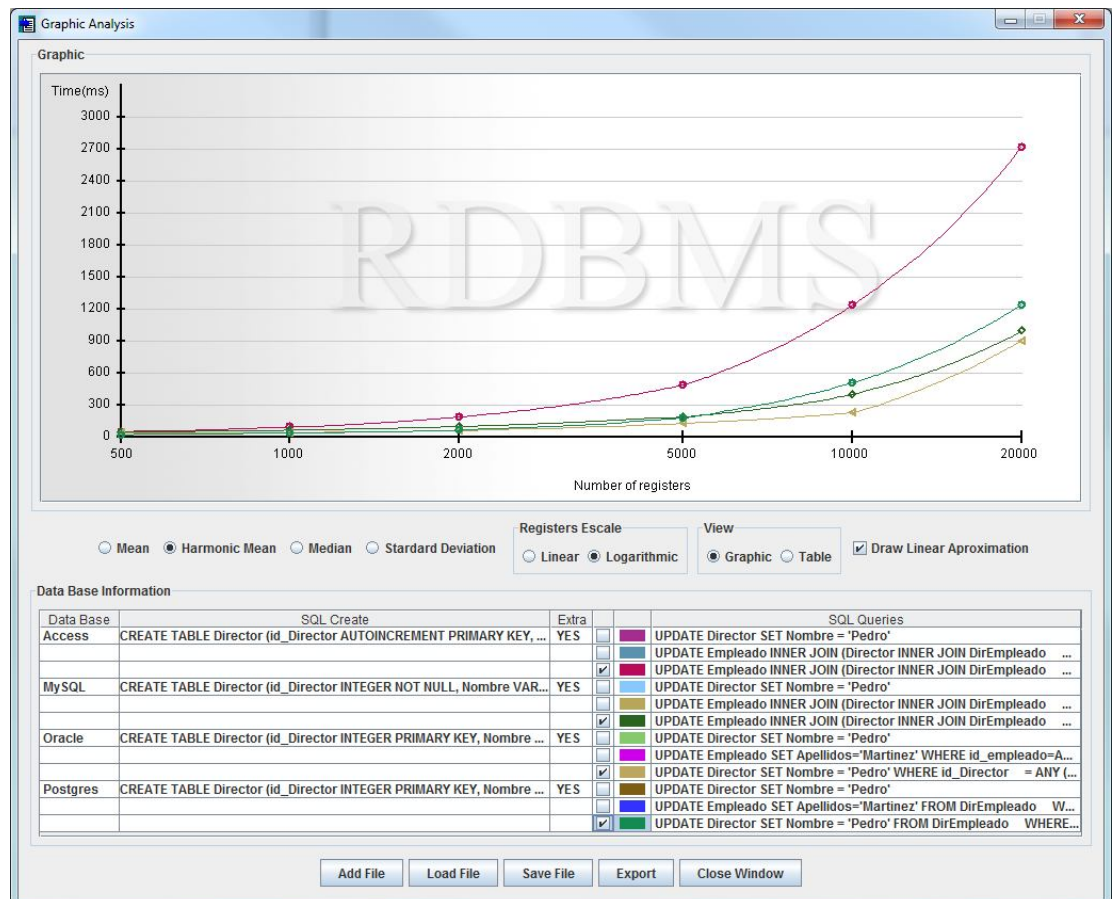 Graphic Analysis
Graphic
Time(ms)
3000
2700
2400
2100
1800
1500
1200
900
600
300
0
RDBMS
500 1000 2000 5000 10000 20000
Number of registers
Mean Harmonic Mean Median Stardard Deviation
Registers Escale
Linear Logarithmic
View
Graphic Table
Draw Linear Aproximation
Data Base Information
Data Base SQL Create Extra SQL Queries
Access CREATE TABLE Director (id_Director AUTOINCREMENT PRIMARY KEY, ... YES UPDATE Director SET Nombre = 'Pedro'
UPDATE Empleado INNER JOIN (Director INNER JOIN DirEmpleado ...
UPDATE Empleado INNER JOIN (Director INNER JOIN DirEmpleado ...
MySQL CREATE TABLE Director (id_Director INTEGER NOT NULL, Nombre VAR... YES UPDATE Director SET Nombre = 'Pedro'
UPDATE Empleado INNER JOIN (Director INNER JOIN DirEmpleado ...
UPDATE Empleado INNER JOIN (Director INNER JOIN DirEmpleado ...
Oracle CREATE TABLE Director (id_Director INTEGER PRIMARY KEY, Nombre ... YES UPDATE Director SET Nombre = 'Pedro'
UPDATE Empleado SET Apellidos='Martinez' WHERE id_empleado=A...
UPDATE Director SET Nombre = 'Pedro' WHERE id_Director = ANY (...
Postgres CREATE TABLE Director (id_Director INTEGER PRIMARY KEY, Nombre ... YES UPDATE Director SET Nombre = 'Pedro'
UPDATE Empleado SET Apellidos='Martinez' FROM DirEmpleado W...
UPDATE Director SET Nombre = 'Pedro' FROM DirEmpleado WHERE...
Add File Load File Save File Export Close Window